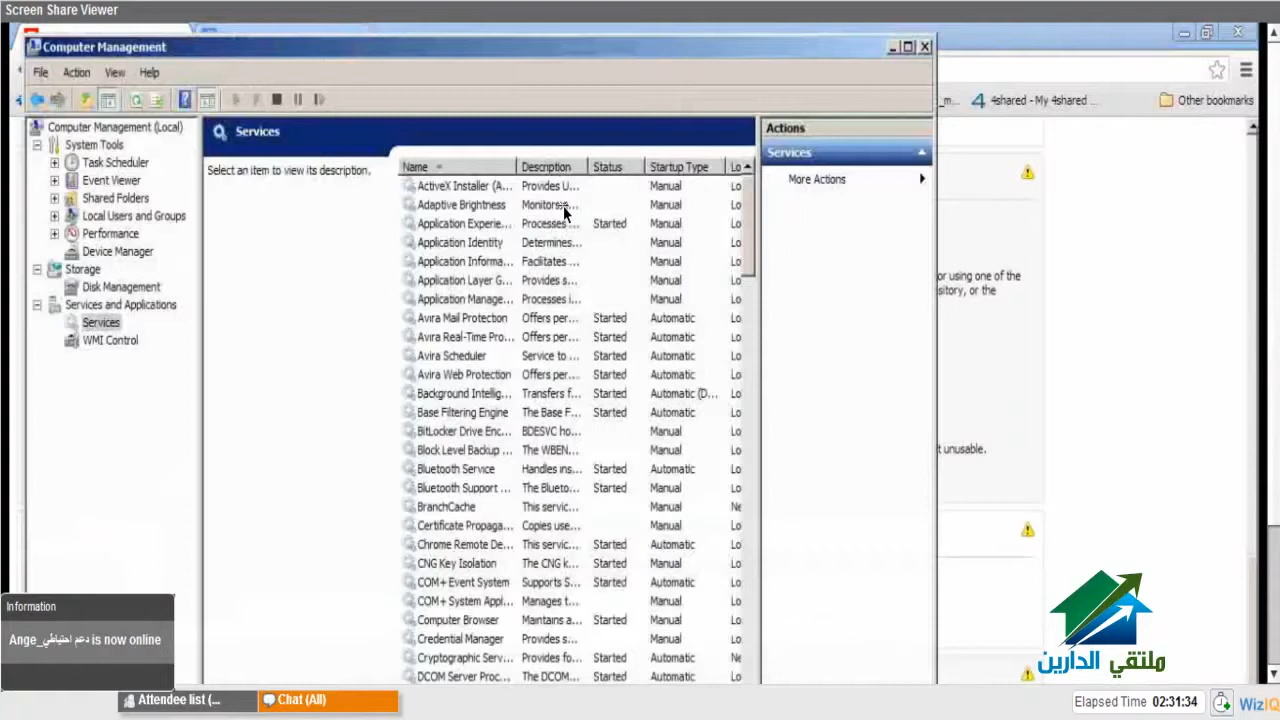 Screen Share Viewer
Computer Management
File Action View Help
4shared - My 4shared ...
Other bookmarks
Computer Management (Local)
System Tools
Task Scheduler
Event Viewer
Shared Folders
Local Users and Groups
Performance
Device Manager
Storage
Disk Management
Services and Applications
Services
WMI Control
Services
Select an item to view its description.
Name Description Status Startup Type Lo
ActiveX Installer (A... Provides U... Manual Lo
Adaptive Brightness Monitors ... Manual Lo
Application Experie... Processes ... Started Manual Lo
Application Identity Determines... Manual Lo
Application Informa... Facilitates ... Manual Lo
Application Layer G... Provides s... Manual Lo
Application Manage... Processes i... Manual Lo
Avira Mail Protection Offers per... Started Automatic Lo
Avira Real-Time Pro... Offers per... Started Automatic Lo
Avira Scheduler Service to ... Started Automatic Lo
Avira Web Protection Offers per... Started Automatic Lo
Background Intellig... Transfers f... Started Automatic (D... Lo
Base Filtering Engine The Base F... Started Automatic Lo
BitLocker Drive Enc... BDESVC ho... Manual Lo
Block Level Backup ... The WBEN... Manual Lo
Bluetooth Service Handles ins... Started Automatic Lo
Bluetooth Support ... The Blueto... Started Manual Lo
BranchCache This servic... Manual Ne
Certificate Propaga... Copies use... Manual Lo
Chrome Remote De... This servic... Started Automatic Lo
CNG Key Isolation The CNG k... Started Manual Lo
COM+ Event System Supports S... Started Automatic Lo
COM+ System Appl... Manages t... Manual Lo
Computer Browser Maintains a... Started Manual Lo
Credential Manager Provides s... Manual Lo
Cryptographic Serv... Provides fo... Started Automatic Ne
DCOM Server Proc... The DCOM... Started Automatic Lo
Actions
Services
More Actions
or using one of the
sitory, or the
t unusable.
Information
Ange_دعم احتياطي is now online
ملتقي الدارين
Attendee list (...
Chat (All)
Elapsed Time 02:31:34
WizIQ